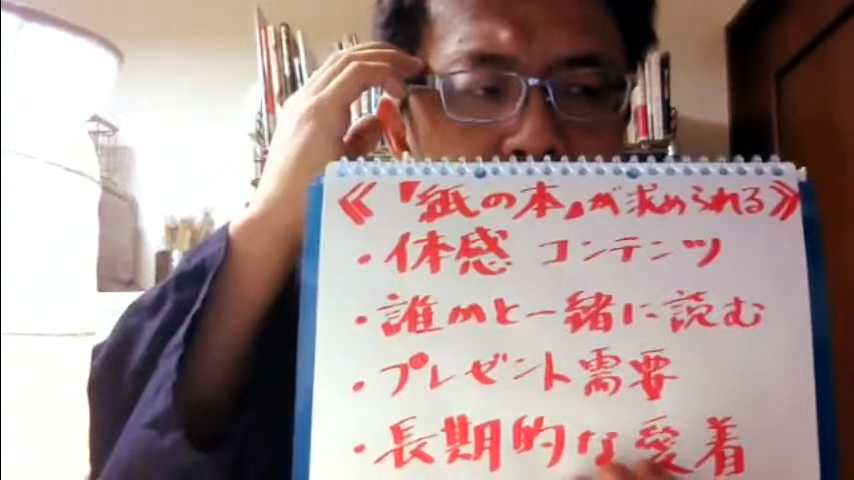 《『紙の本』が求められる》
・体感コンテンツ
・誰かと一緒に読む
・プレゼント需要
・長期的な愛着